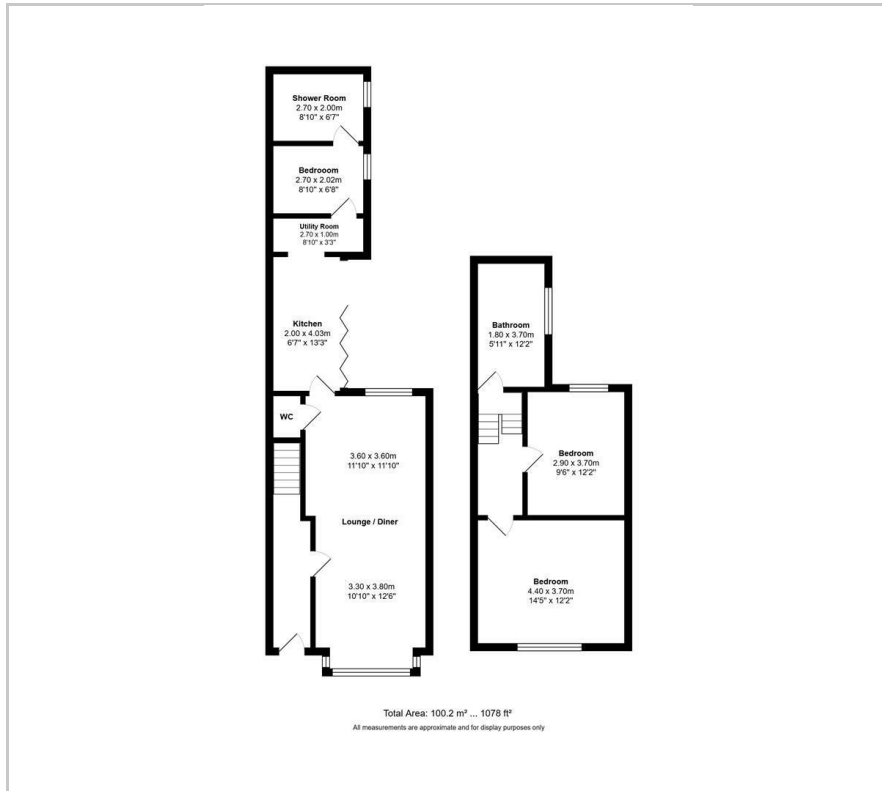 Shower Room
2.70 x 2.00m
8'10" x 6'7"
Bedrooom
2.70 x 2.02m
8'10" x 6'8"
Utility Room
2.70 x 1.00m
8'10" x 3'3"
Kitchen
2.00 x 4.03m
6'7" x 13'3"
WC
3.60 x 3.60m
11'10" x 11'10"
Lounge / Diner
3.30 x 3.80m
10'10" x 12'6"
Bathroom
1.80 x 3.70m
5'11" x 12'2"
Bedroom
2.90 x 3.70m
9'6" x 12'2"
Bedroom
4.40 x 3.70m
14'5" x 12'2"
Total Area: 100.2 m² ... 1078 ft²
All measurements are approximate and for display purposes only